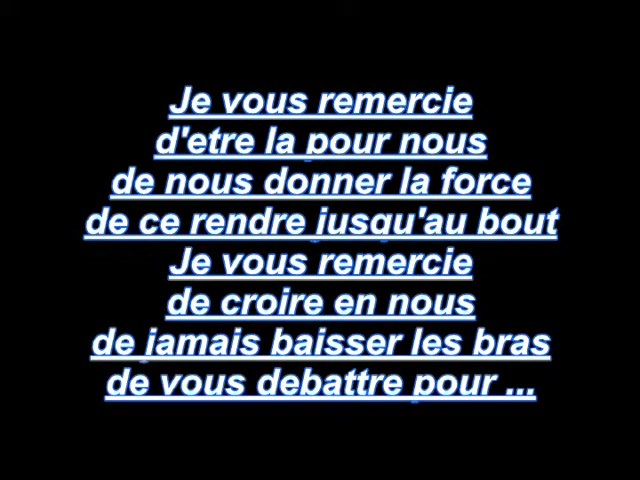 Je vous remercie
d'etre la pour nous
de nous donner la force
de ce rendre jusqu'au bout
Je vous remercie
de croire en nous
de jamais baisser les bras
de vous debattre pour ...